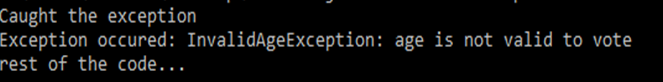 Caught the exception
Exception occured: InvalidAgeException: age is not valid to vote
rest of the code...